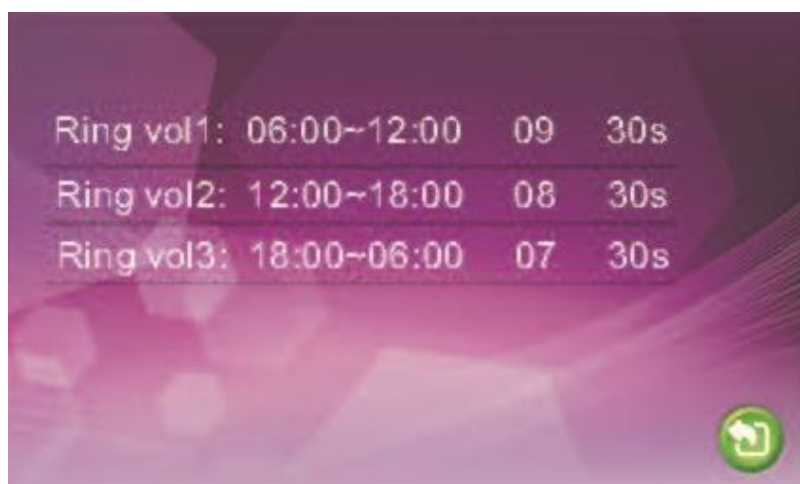 Ring vol1: 06:00~12:00 09 30s
Ring vol2: 12:00~18:00 08 30s
Ring vol3: 18:00~06:00 07 30s